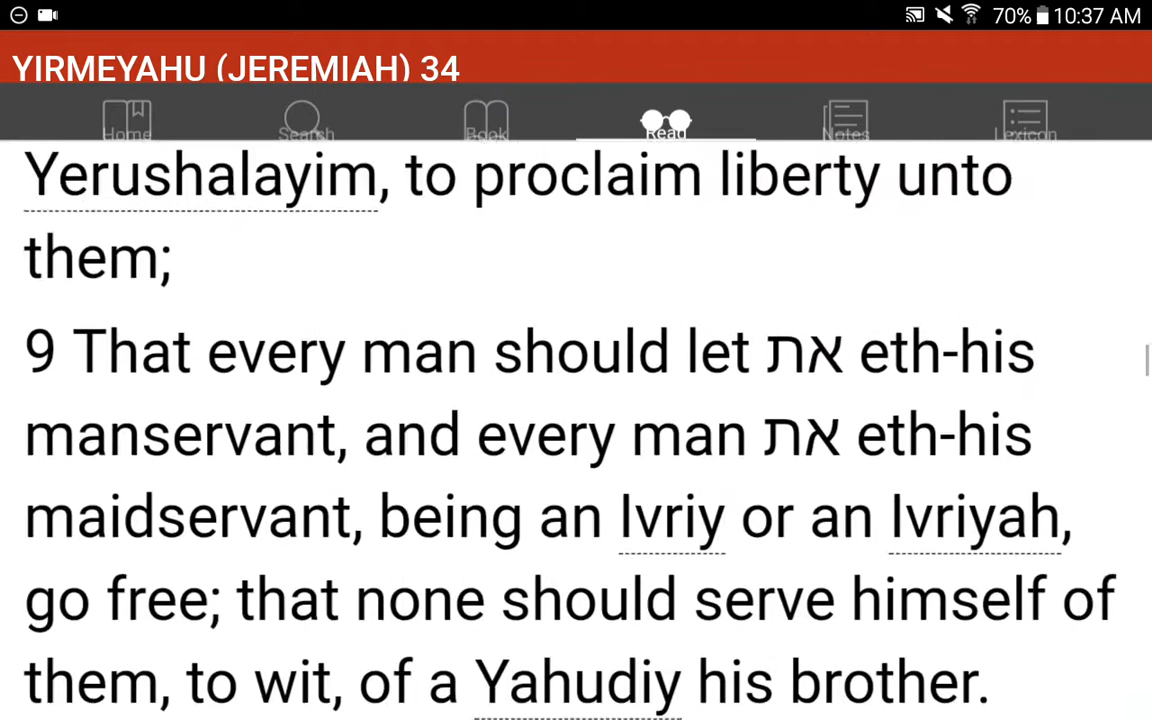 70% 10:37 AM
YIRMEYAHU (JEREMIAH) 34
Home Search Book Read Notes Lexicon
Yerushalayim, to proclaim liberty unto
them;
9 That every man should let את eth-his
manservant, and every man את eth-his
maidservant, being an Ivriy or an Ivriyah,
go free; that none should serve himself of
them, to wit, of a Yahudiy his brother.